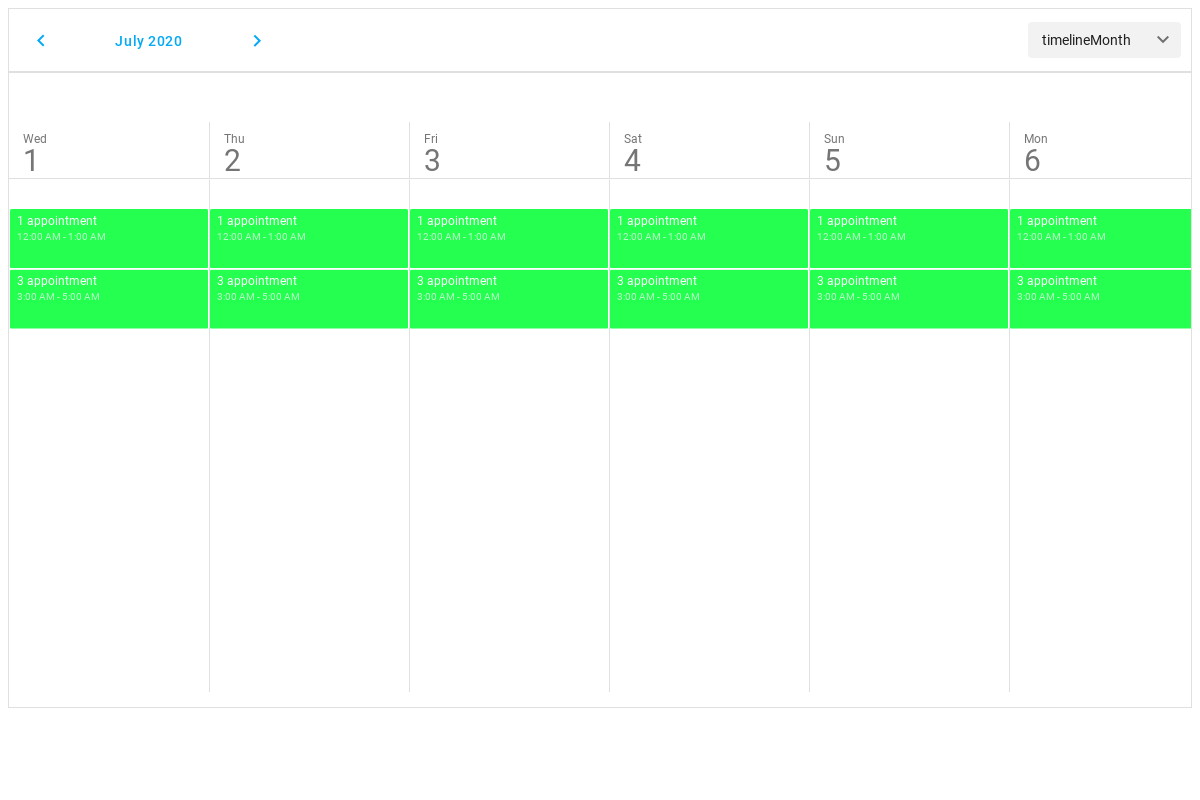 July 2020
timelineMonth
Wed Thu Fri Sat Sun Mon
1 2 3 4 5 6
1 appointment 1 appointment 1 appointment 1 appointment 1 appointment 1 appointment
12:00 AM - 1:00 AM 12:00 AM - 1:00 AM 12:00 AM - 1:00 AM 12:00 AM - 1:00 AM 12:00 AM - 1:00 AM 12:00 AM - 1:00 AM
3 appointment 3 appointment 3 appointment 3 appointment 3 appointment 3 appointment
3:00 AM - 5:00 AM 3:00 AM - 5:00 AM 3:00 AM - 5:00 AM 3:00 AM - 5:00 AM 3:00 AM - 5:00 AM 3:00 AM - 5:00 AM